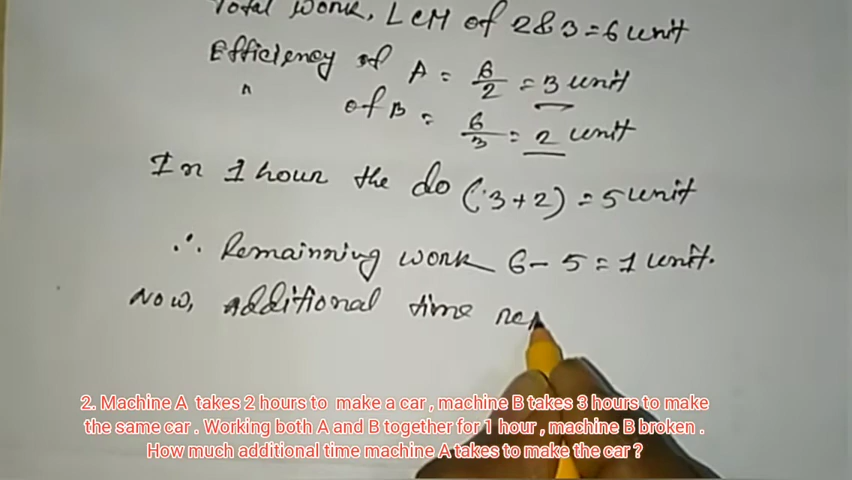 Total Work, LCM of 2&3=6 unit
Efficiency of A = 6/2 = 3 unit
" of B = 6/3 = 2 unit
In 1 hour the do (3+2) = 5 unit
∴ Remainning work 6-5=1 unit.
Now, Additional time
2. Machine A takes 2 hours to make a car , machine B takes 3 hours to make
the same car . Working both A and B together for 1 hour , machine B broken .
How much additional time machine A takes to make the car ?